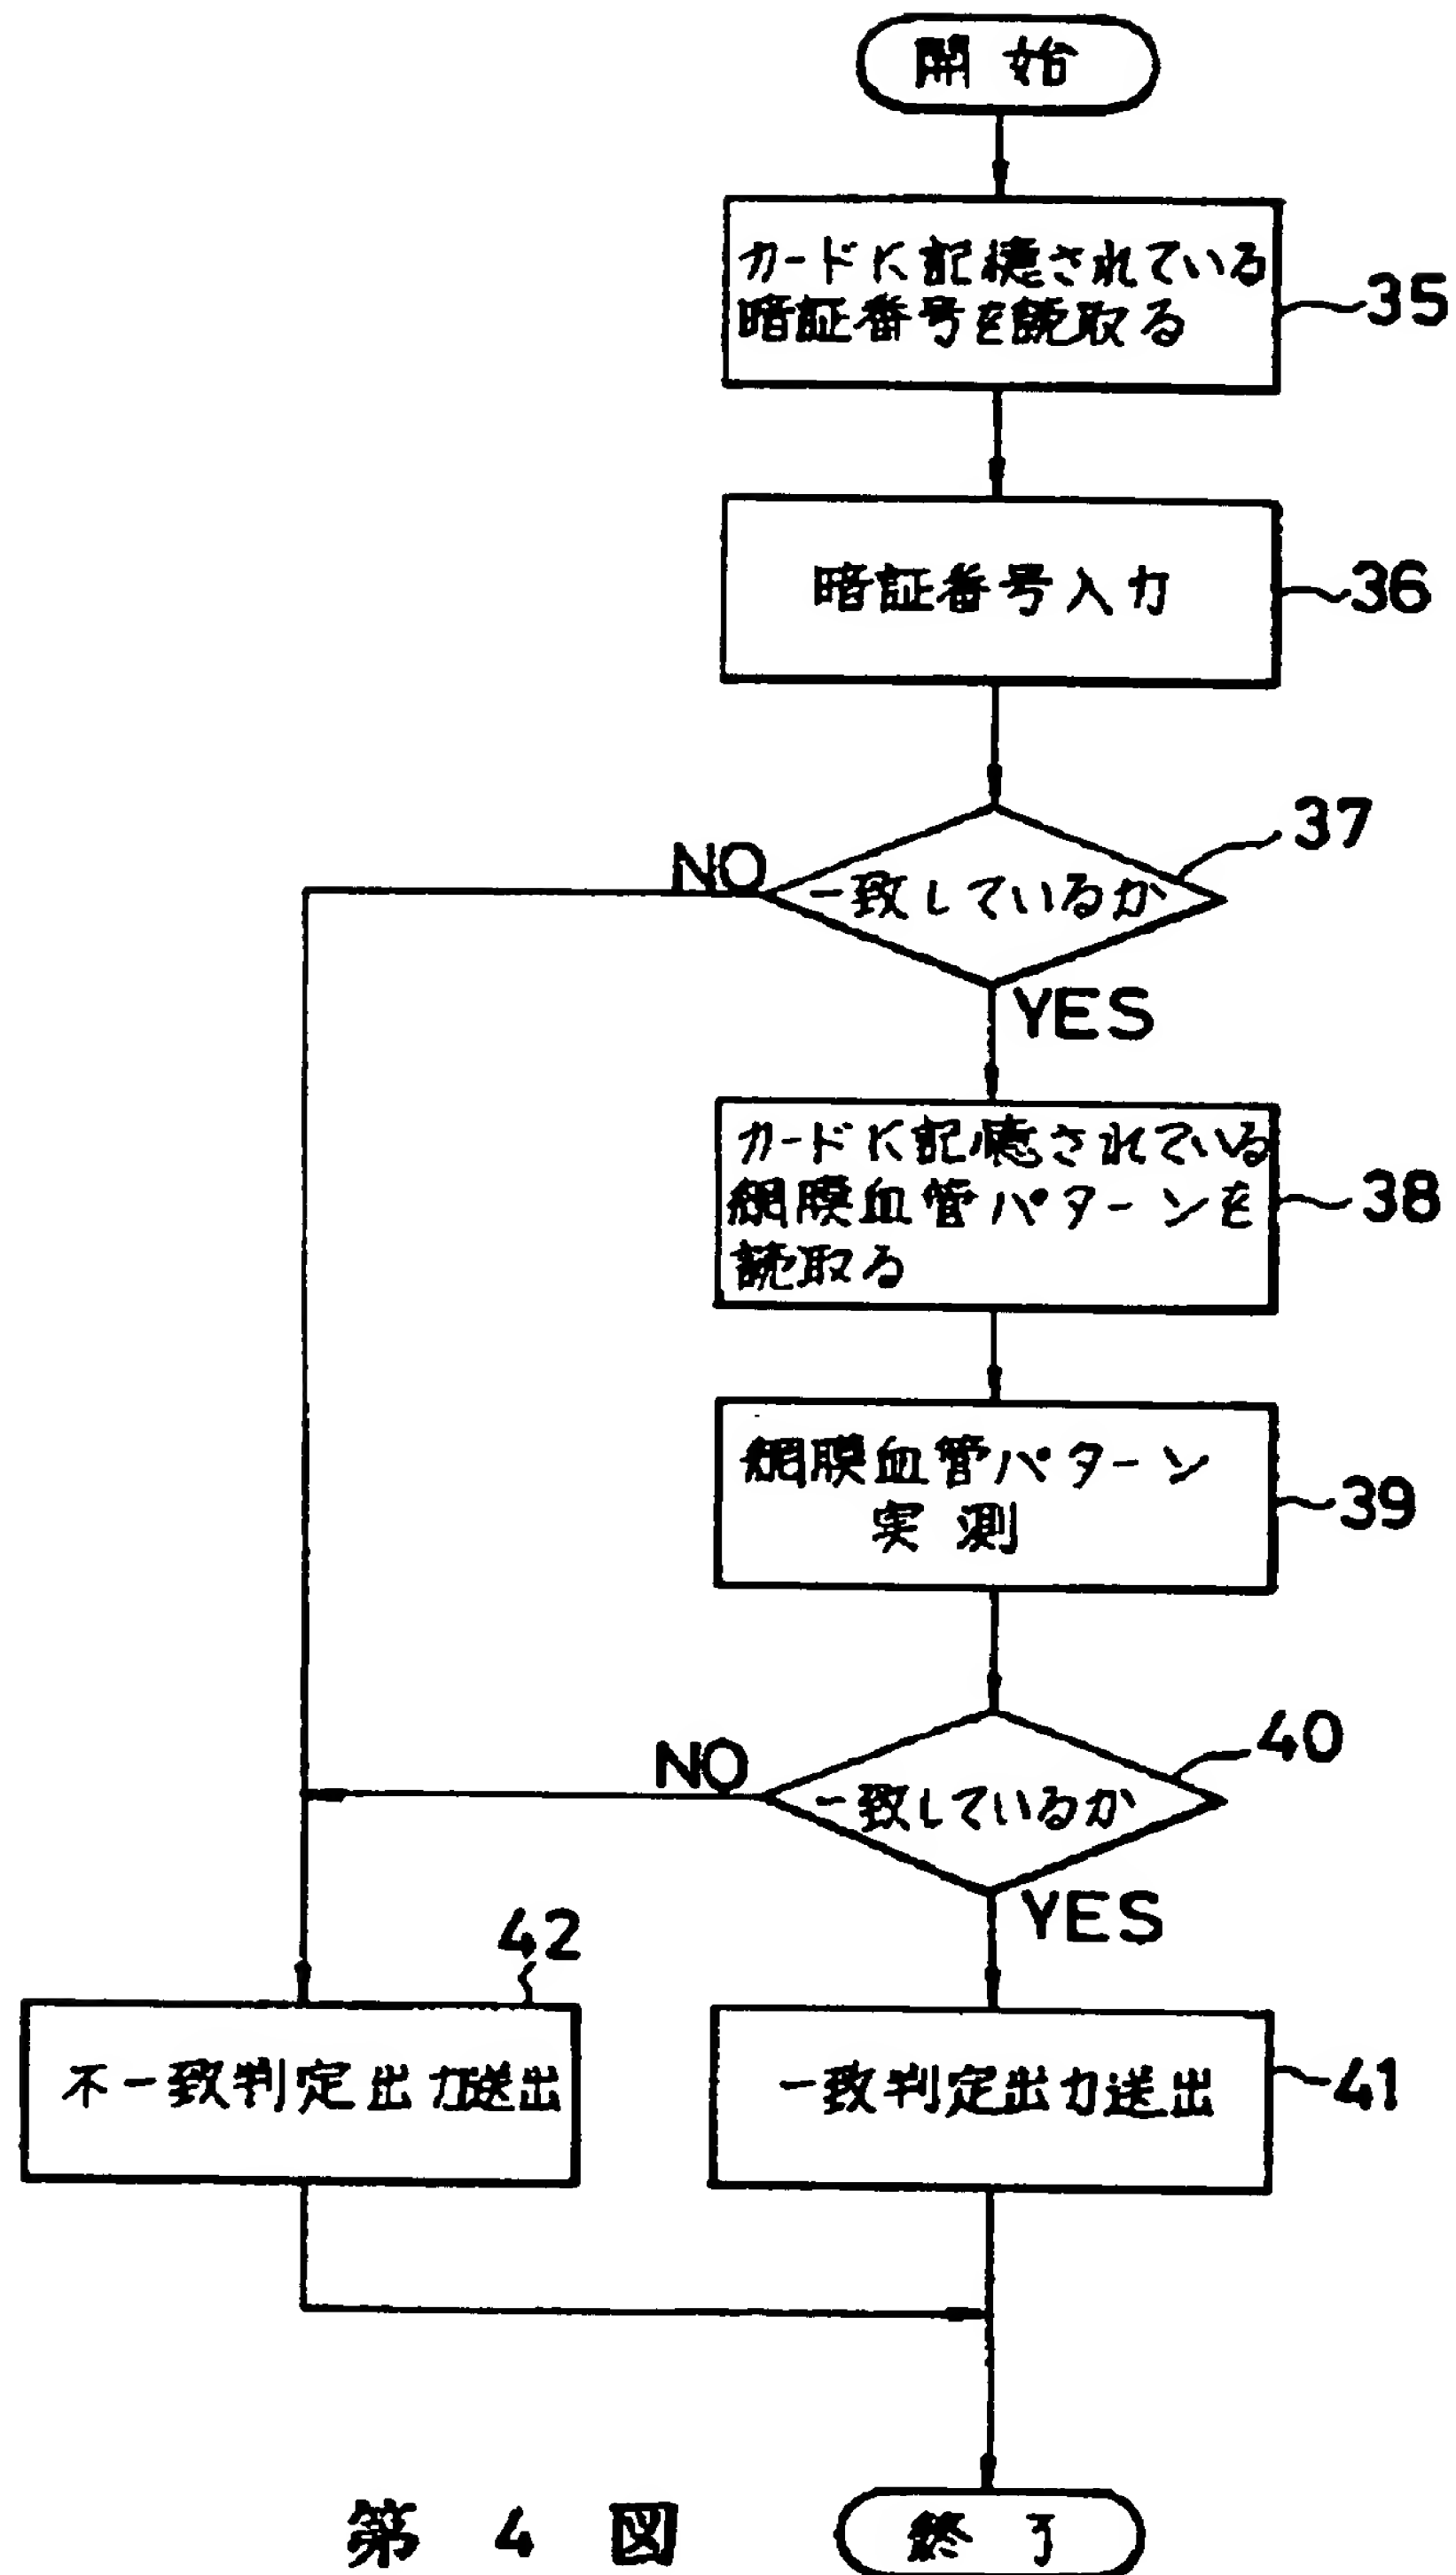 開始
カードに記憶されている
暗証番号を読取る
35
暗証番号入力
36
37
NO
一致しているか
YES
カードに記憶されている
網膜血管パターンを
読取る
38
網膜血管パターン
実測
39
40
NO
一致しているか
YES
42
不一致判定出力送出
一致判定出力送出
41
第4図
終了